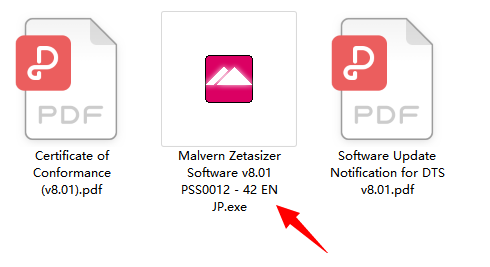 PDF
PDF
Certificate of
Conformance
(v8.01).pdf
Malvern Zetasizer
Software v8.01
PSS0012 - 42 EN
JP.exe
Software Update
Notification for DTS
v8.01.pdf